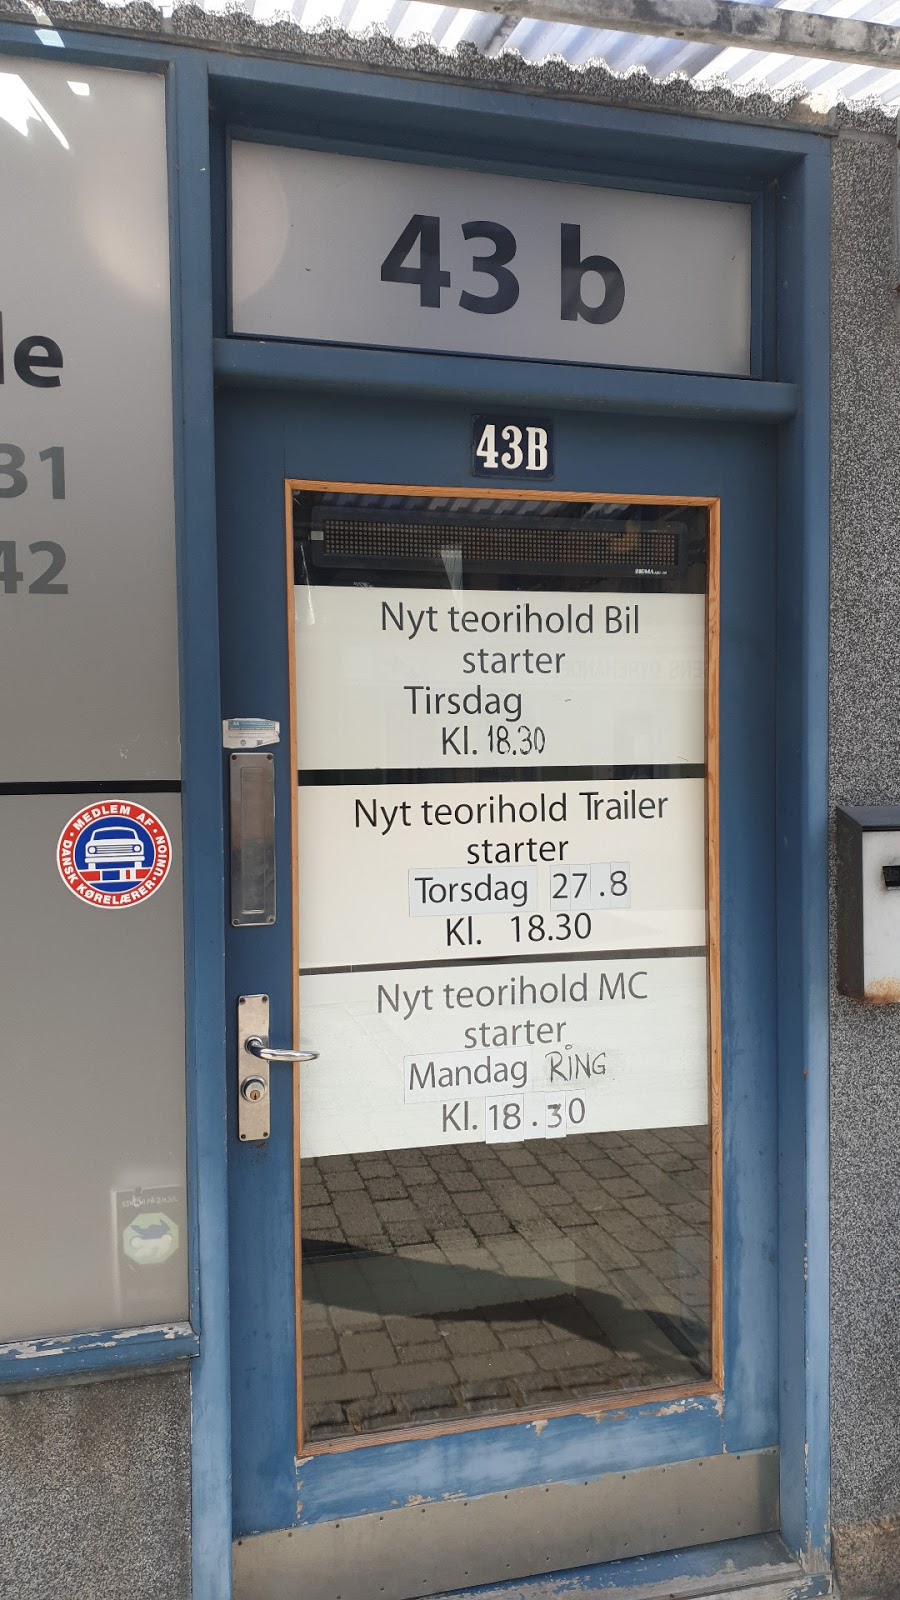 43 b
le
31
42
43B
Nyt teorihold Bil
starter
Tirsdag
Kl. 18.30
MEDLEM AF
DANSK KØRELÆRER-UNION
Nyt teorihold Trailer
starter
Torsdag 27.8
Kl. 18.30
Nyt teorihold MC
starter
Mandag RING
Kl. 18.30